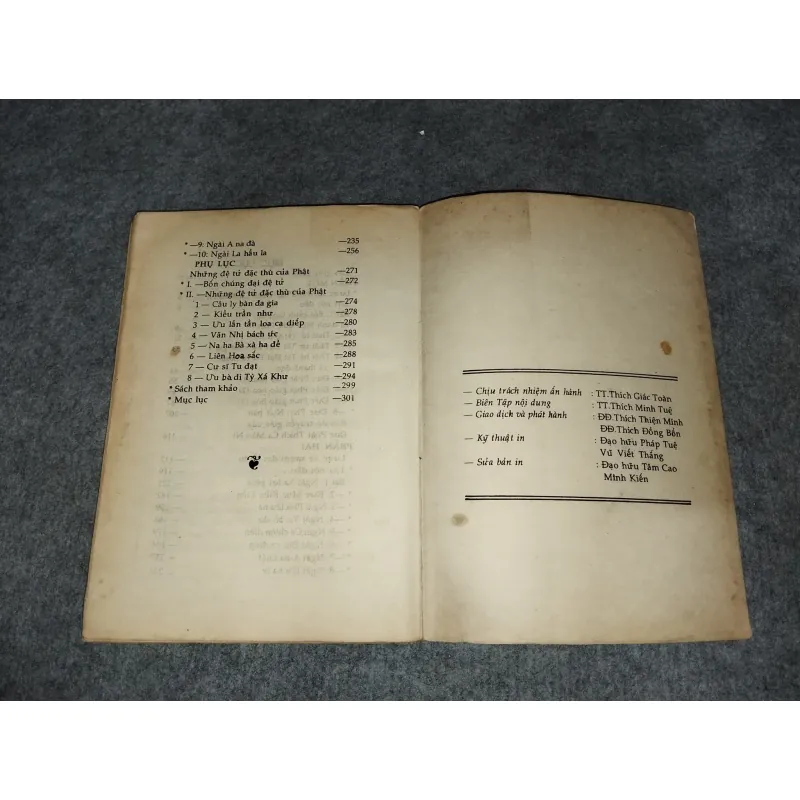 * —9: Ngài A na đà —235
* —10: Ngài La hầu la —256
PHỤ LỤC
Những đệ tử đặc thù của Phật —271
* I. —Bốn chúng đại đệ tử —272
* II. —Những đệ tử đặc thù của Phật
1 — Câu ly bàn đa gia —274
2 — Kiều trần như —278
3 — Ưu lần tần loa ca diếp —280
4 — Văn Nhị bách ức —283
5 — Na ha Bà xà ha đề —285
6 — Liên Hoa sắc —288
7 — Cư sĩ Tu đạt —291
8 — Ưu bà di Tỳ Xá Khư —294
* Sách tham khảo —299
* Mục lục —301
— Chịu trách nhiệm ấn hành : TT.Thích Giác Toàn
— Biên Tập nội dung : TT.Thích Minh Tuệ
— Giao dịch và phát hành : ĐĐ.Thích Thiện Minh
ĐĐ.Thích Đồng Bổn
— Kỹ thuật in : Đạo hữu Pháp Tuệ
Vũ Viết Thắng
— Sửa bản in : Đạo hữu Tâm Cao
Minh Kiến